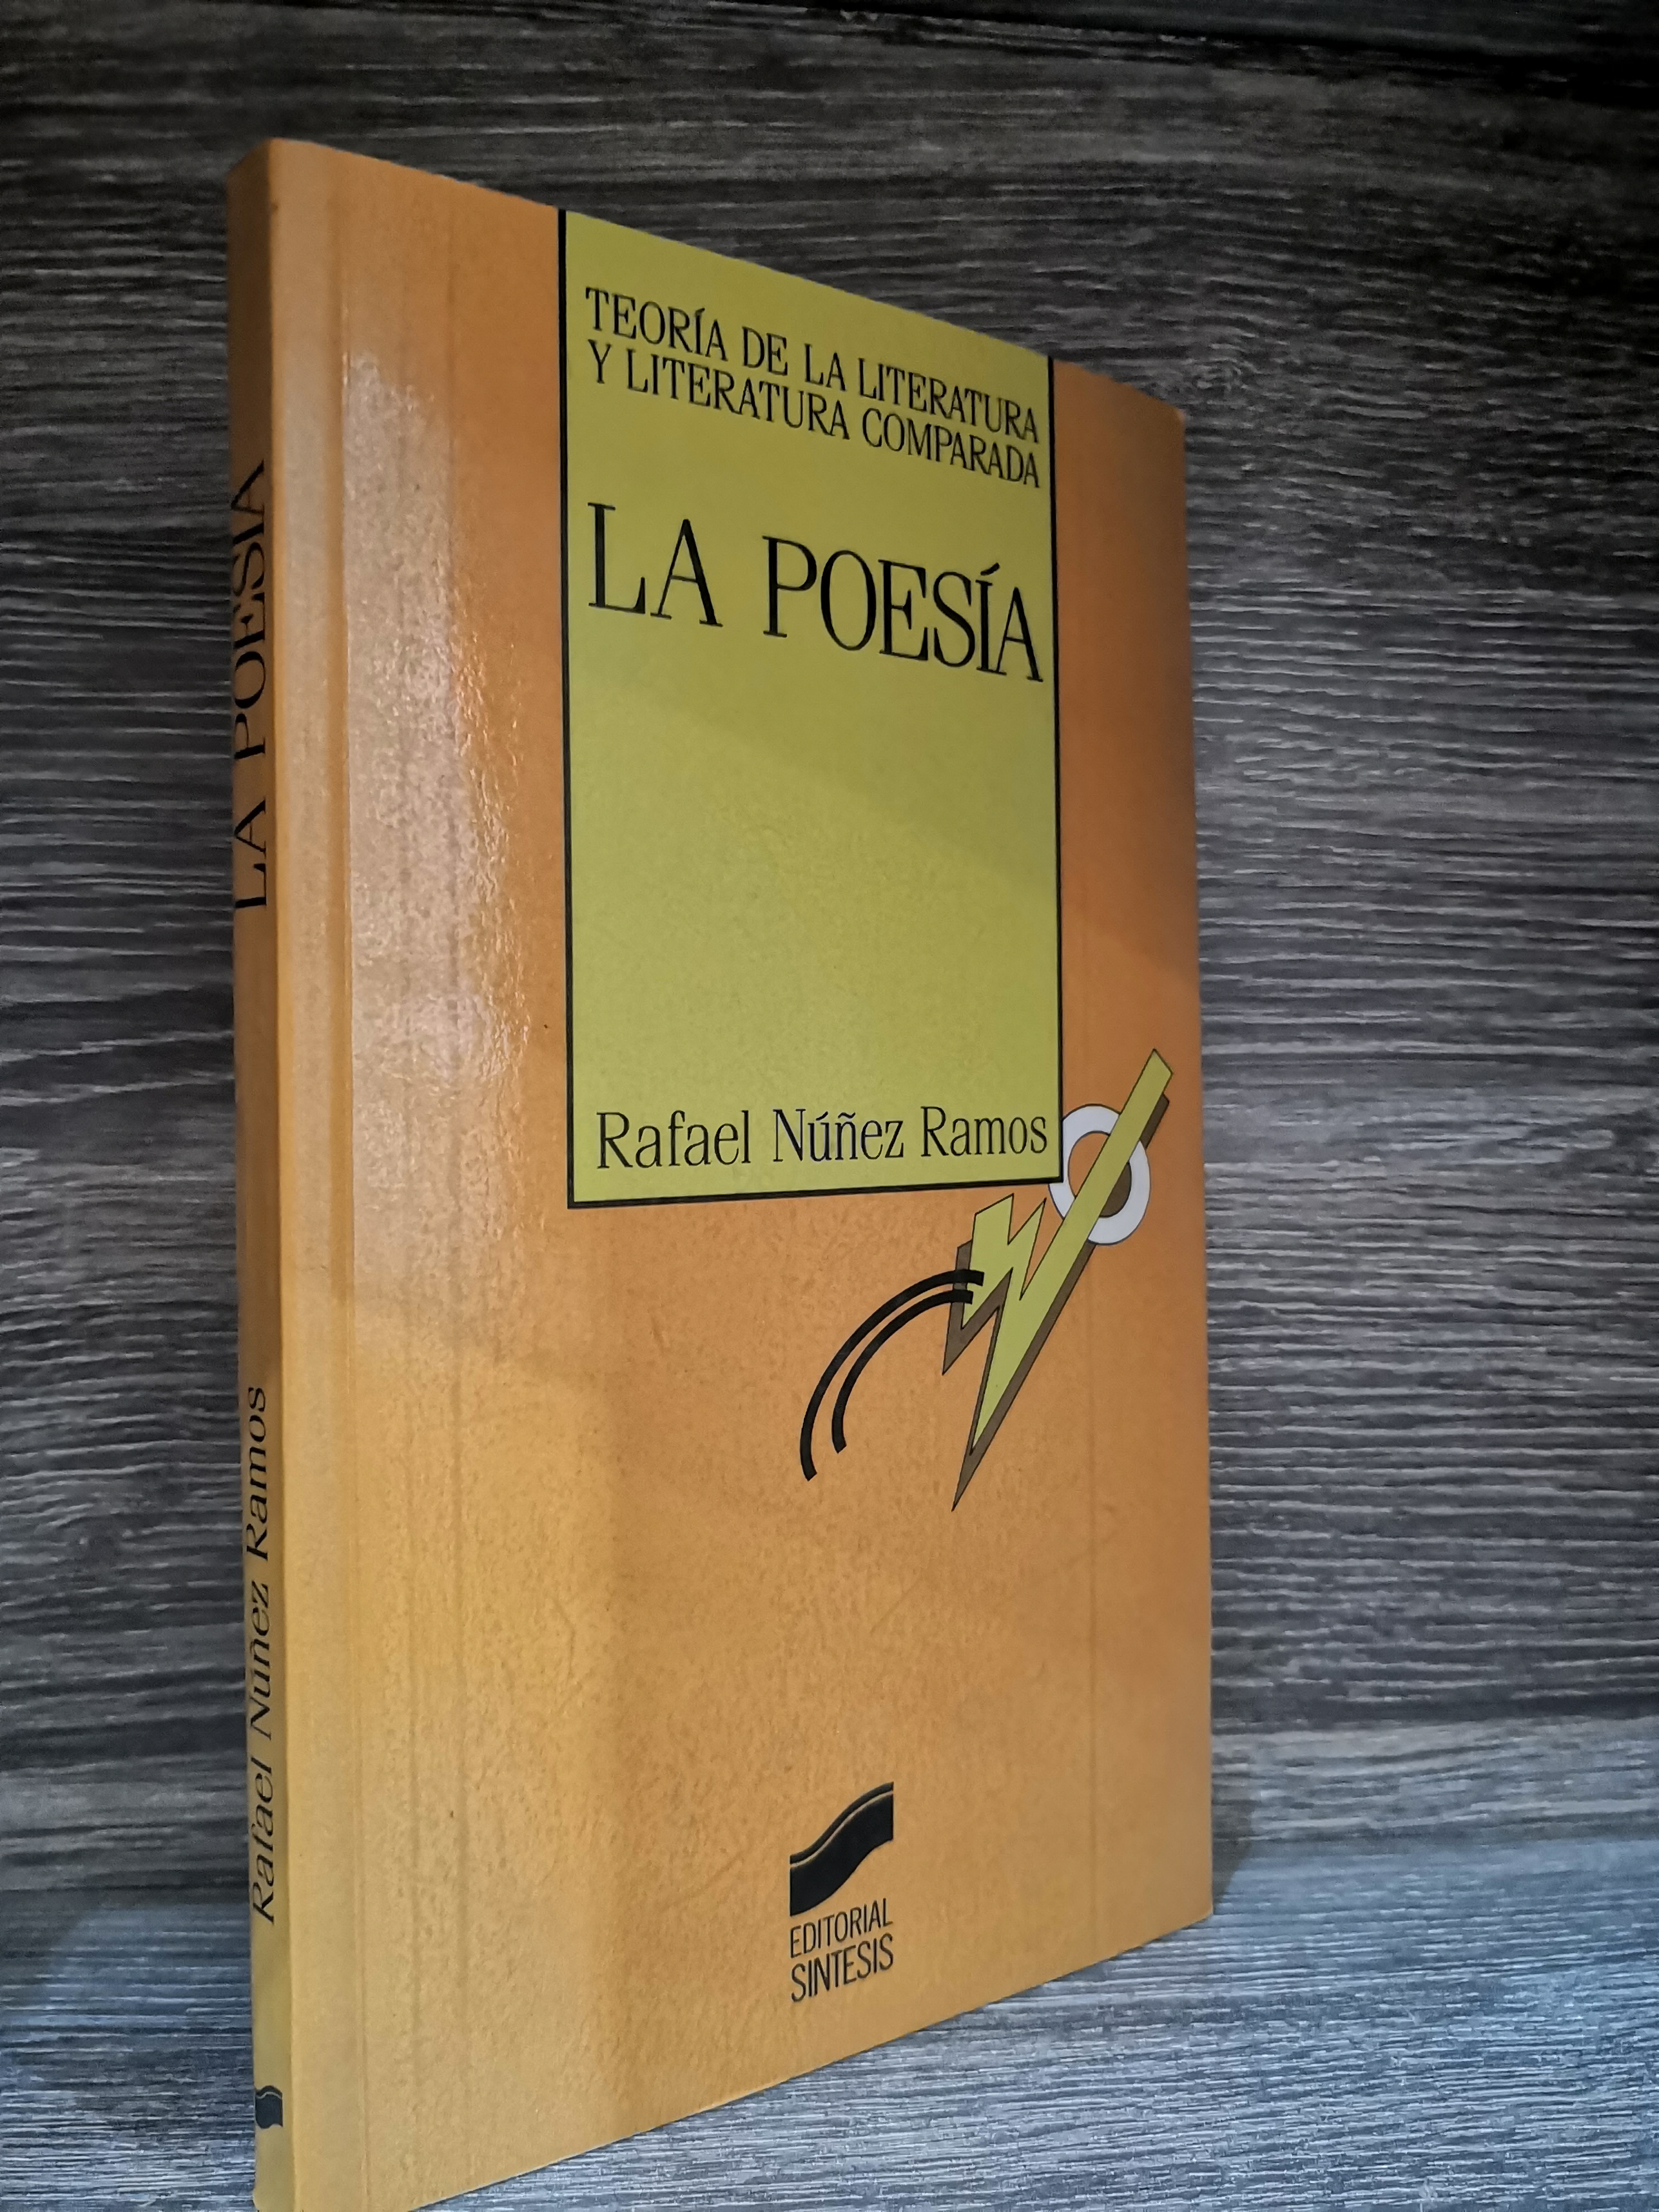 TEORÍA DE LA LITERATURA
Y LITERATURA COMPARADA
LA POESÍA
Rafael Núñez Ramos
EDITORIAL
SINTESIS
LA POESÍA
Rafael Núñez Ramos